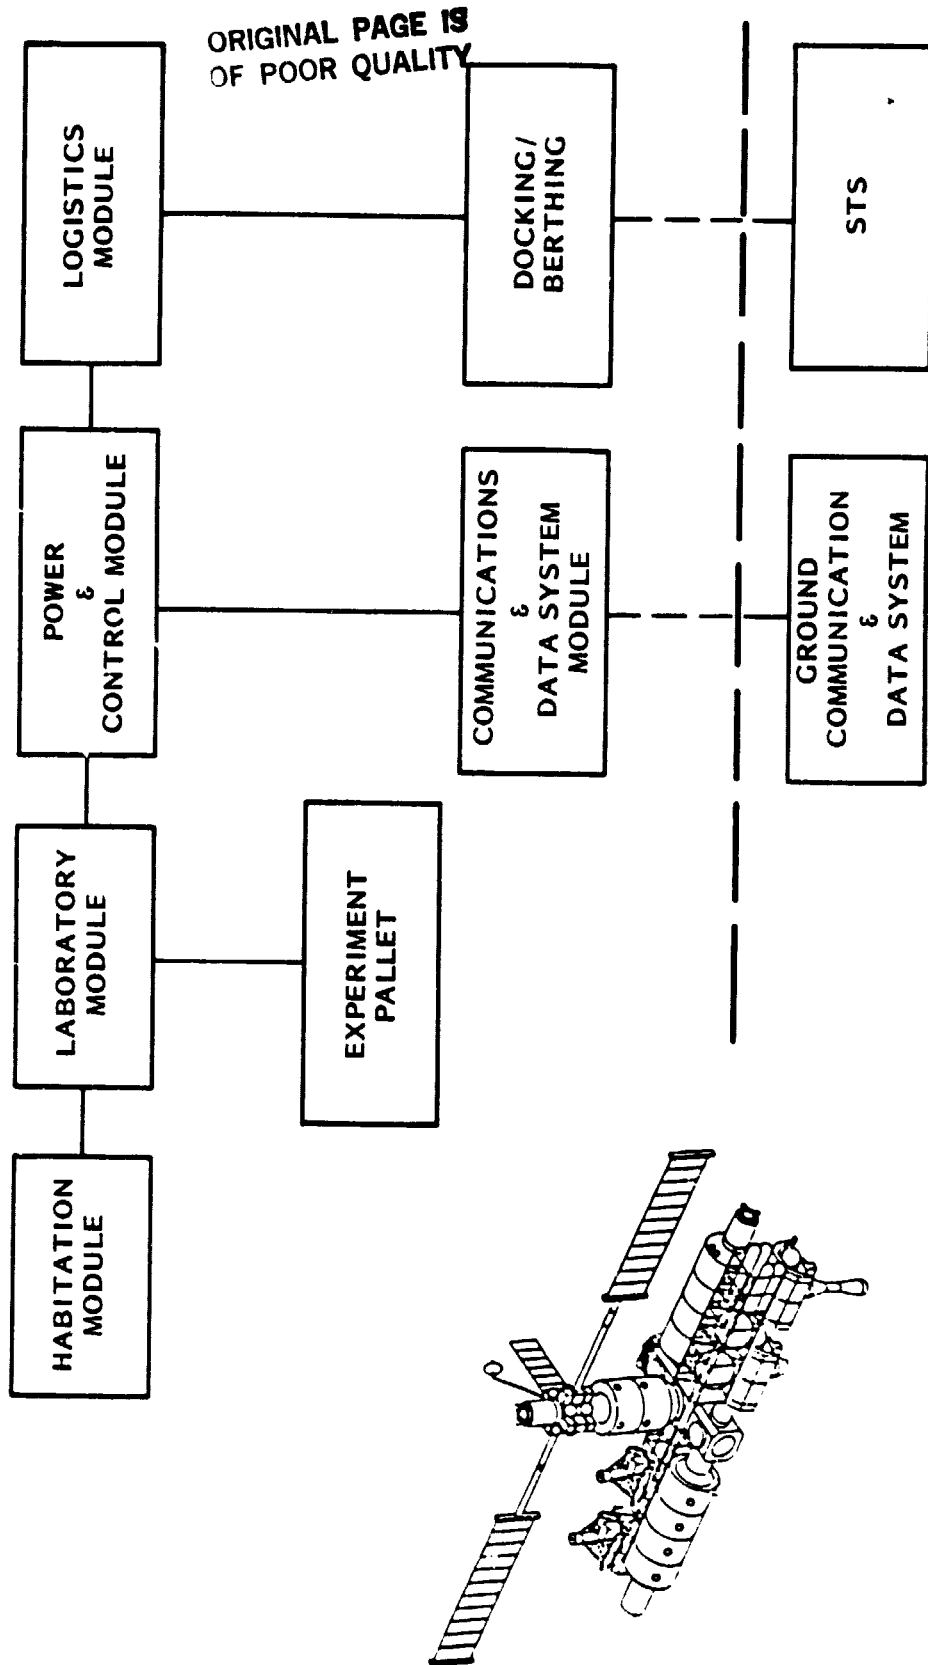 ORIGINAL PAGE IS
OF POOR QUALITY
HABITATION
MODULE
LABORATORY
MODULE
POWER
&
CONTROL MODULE
LOGISTICS
MODULE
EXPERIMENT
PALLET
COMMUNICATIONS
&
DATA SYSTEM
MODULE
DOCKING/
BERTHING
GROUND
COMMUNICATION
&
DATA SYSTEM
STS